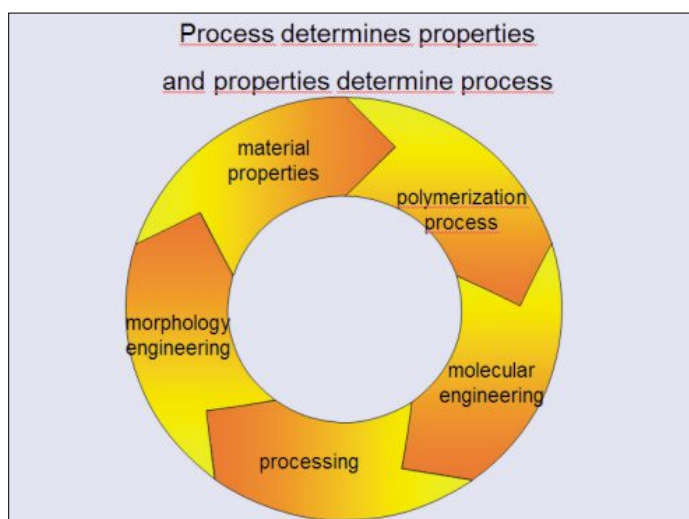 Process determines properties
and properties determine process
material
properties
polymerization
process
molecular
engineering
processing
morphology
engineering